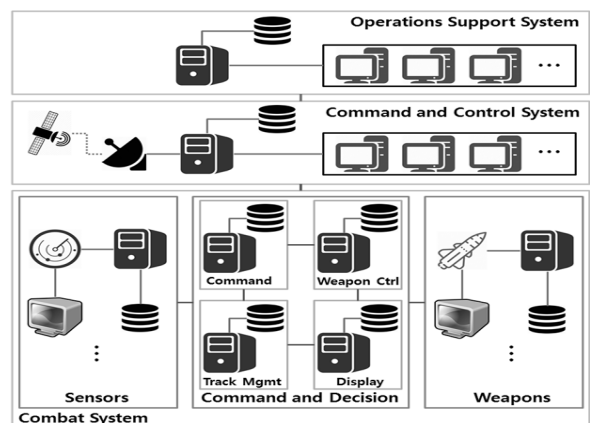 Operations Support System
...
Command and Control System
...
Command
Weapon Ctrl
Track Mgmt
Display
Sensors
Command and Decision
Weapons
Combat System